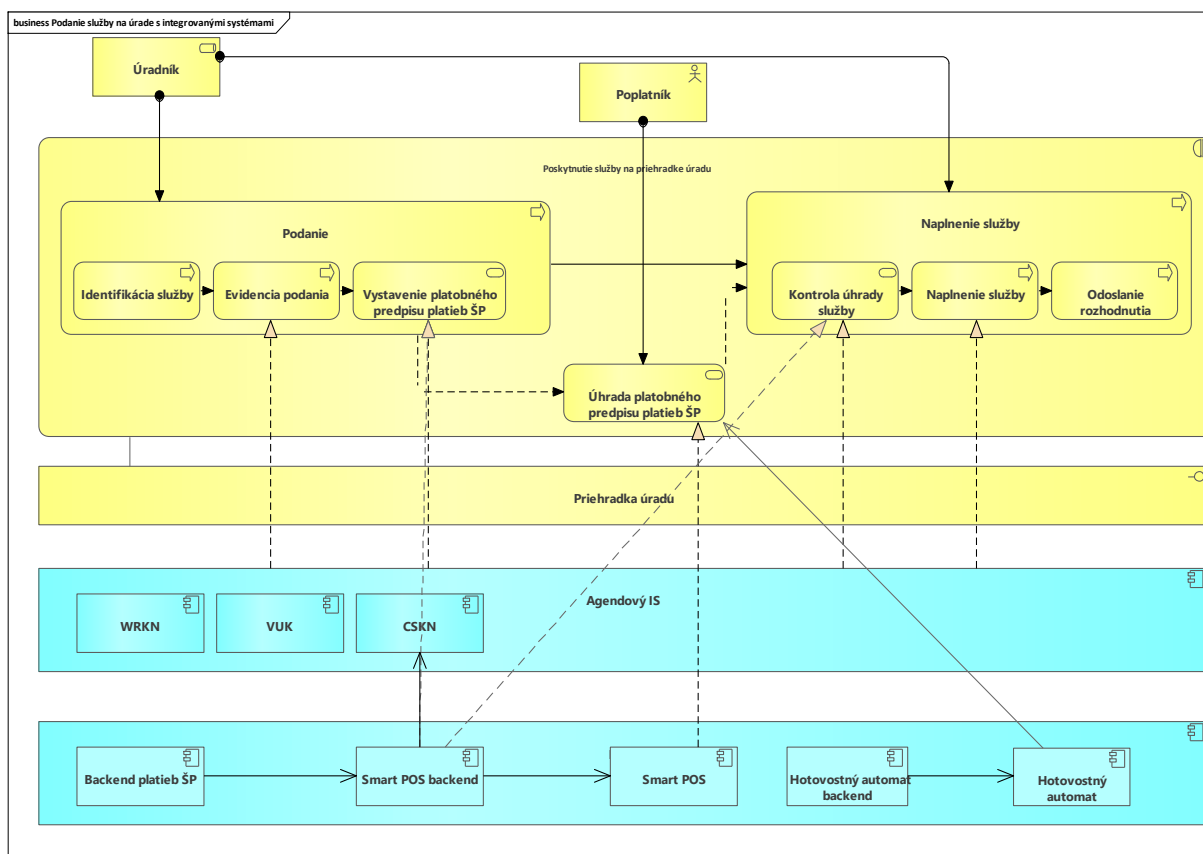 business Podanie služby na úrade s integrovanými systémami
Úradník
Poplatník
Poskytnutie služby na priehradke úradu
Podanie
Naplnenie služby
Identifikácia služby
Evidencia podania
Vystavenie platobného
predpisu platieb ŠP
Kontrola úhrady
služby
Naplnenie služby
Odoslanie
rozhodnutia
Úhrada platobného
predpisu platieb ŠP
Priehradka úradu
Agendový IS
WRKN
VUK
CSKN
Backend platieb ŠP
Smart POS backend
Smart POS
Hotovostný automat
backend
Hotovostný
automat